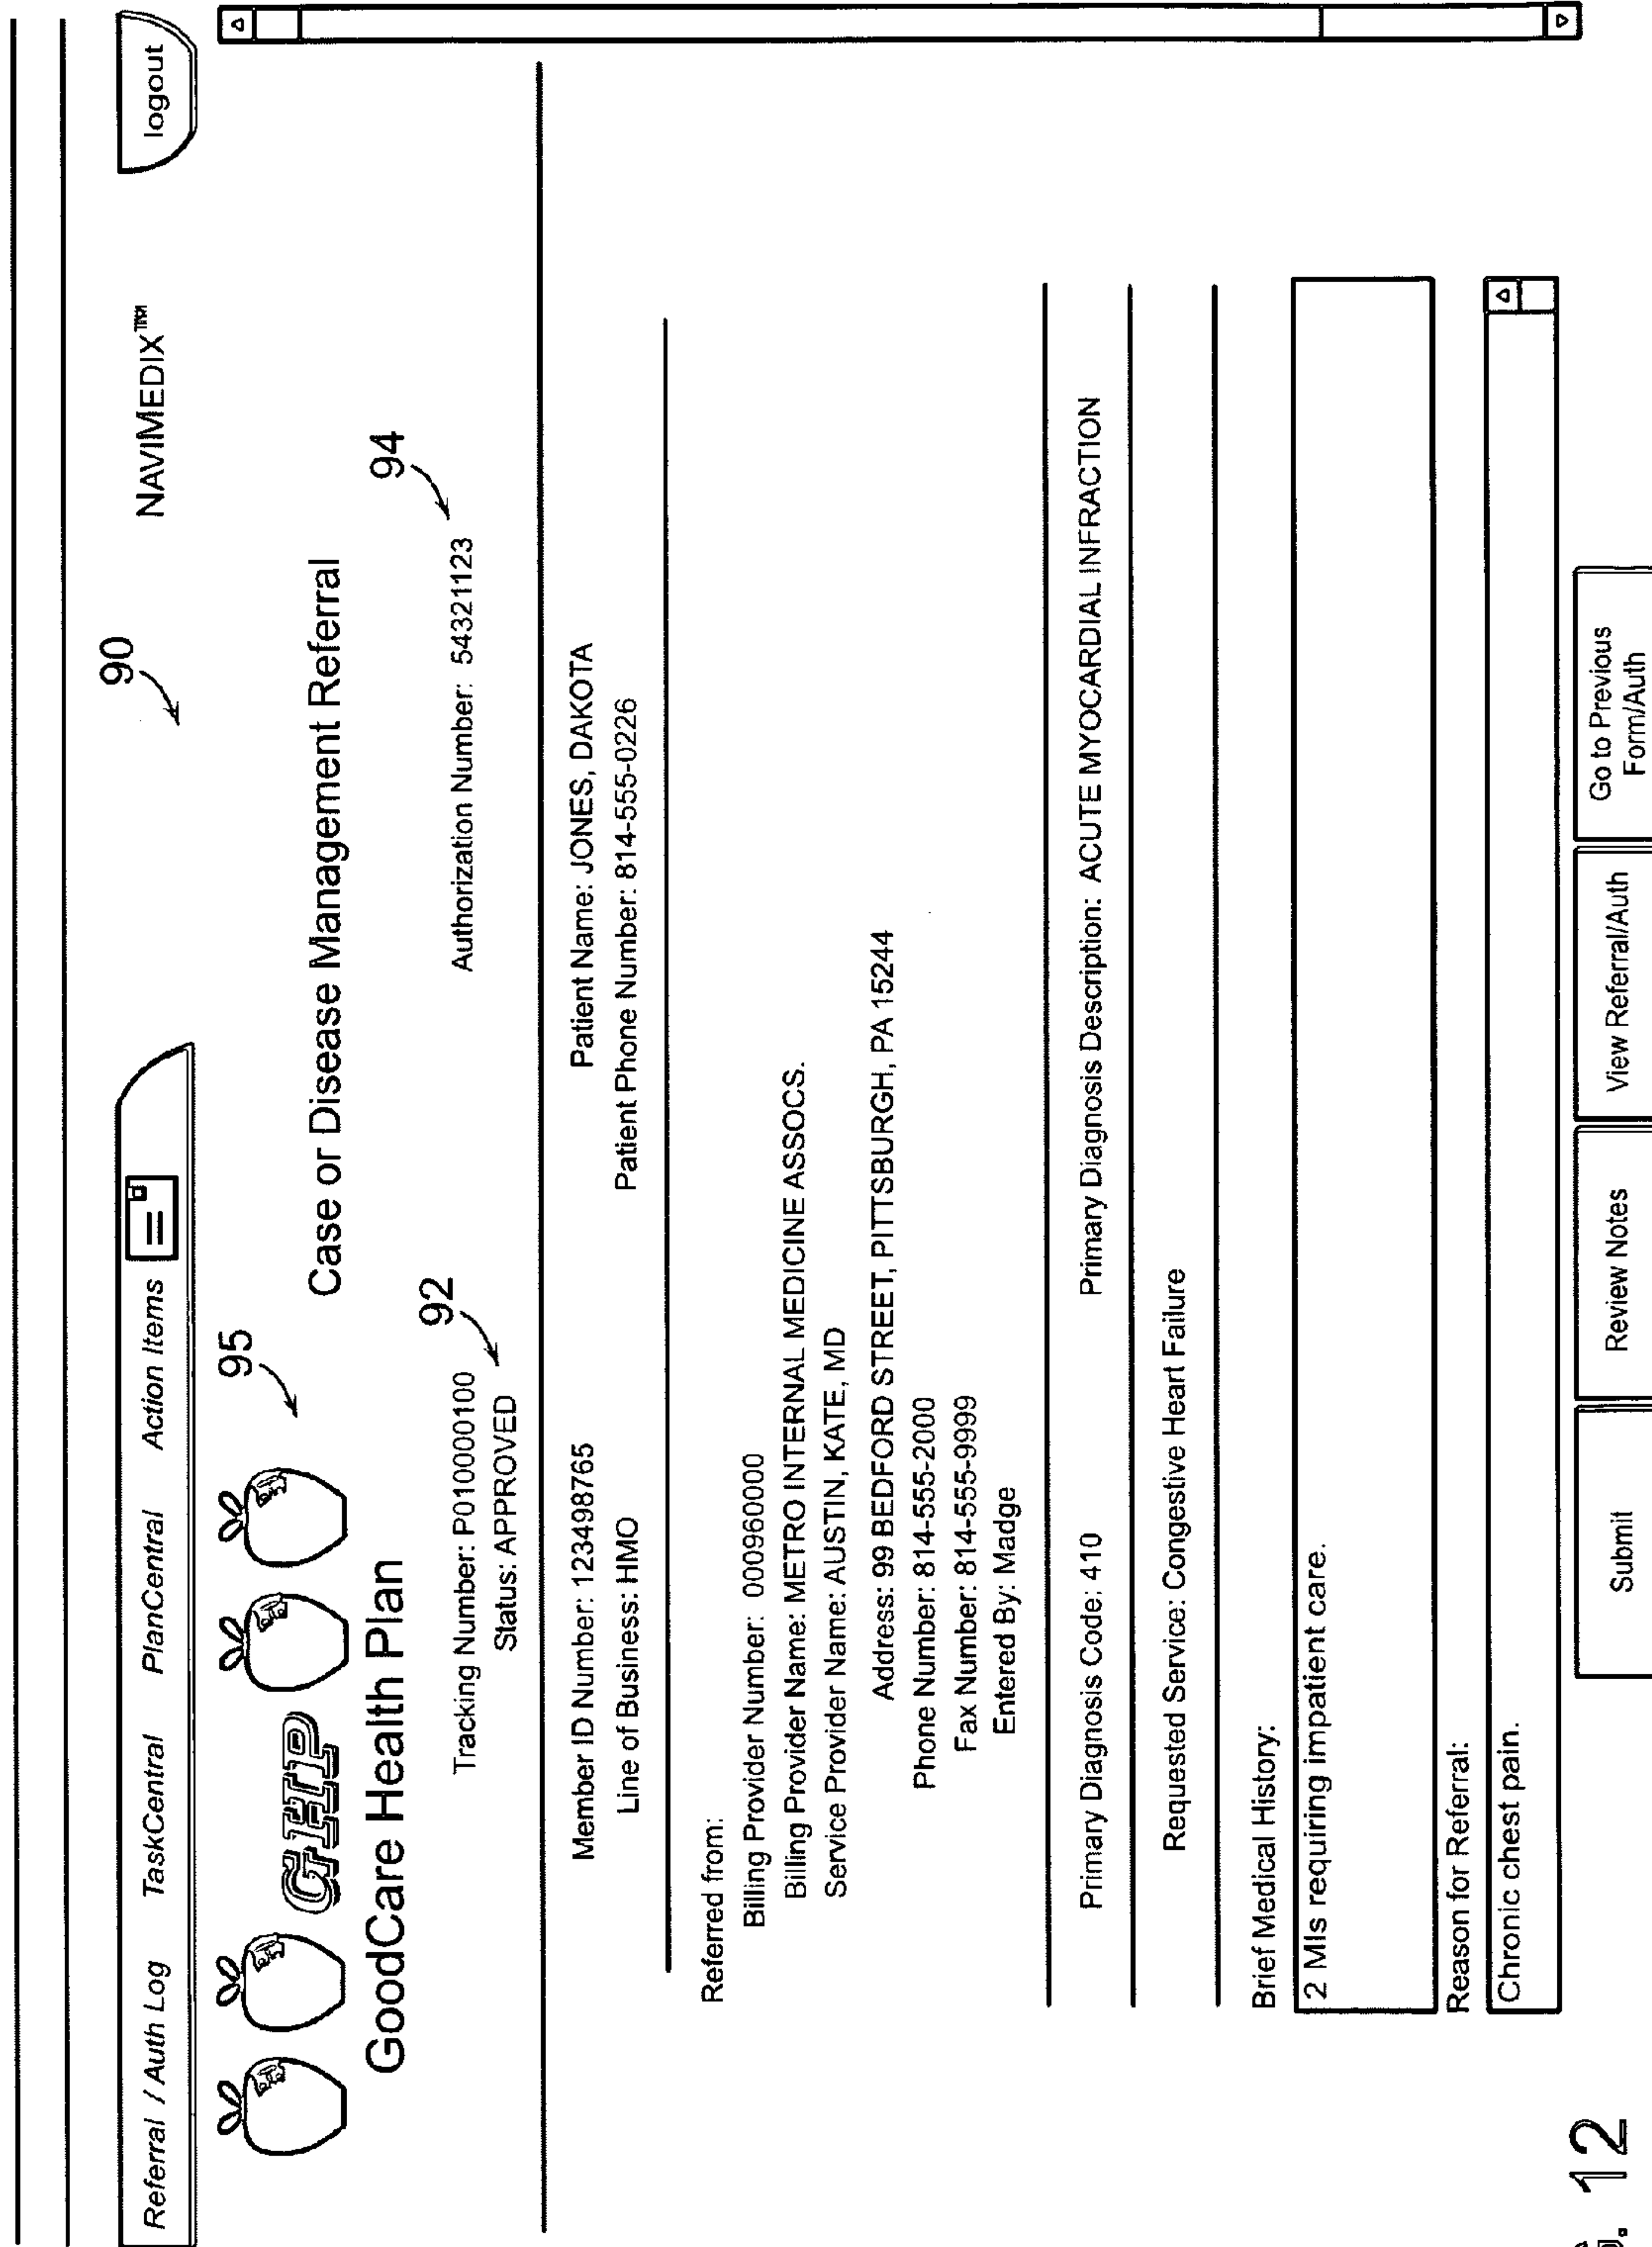 Referral / Auth Log TaskCentral PlanCentral Action Items
90
NAVIMEDIX™
logout
GHP
95
GoodCare Health Plan
Case or Disease Management Referral
Tracking Number: P010000100
92
Authorization Number: 54321123
94
Status: APPROVED
Member ID Number: 123498765 Patient Name: JONES, DAKOTA
Line of Business: HMO Patient Phone Number: 814-555-0226
Referred from:
Billing Provider Number: 000960000
Billing Provider Name: METRO INTERNAL MEDICINE ASSOCS.
Service Provider Name: AUSTIN, KATE, MD
Address: 99 BEDFORD STREET, PITTSBURGH, PA 15244
Phone Number: 814-555-2000
Fax Number: 814-555-9999
Entered By: Madge
Primary Diagnosis Code: 410 Primary Diagnosis Description: ACUTE MYOCARDIAL INFRACTION
Requested Service: Congestive Heart Failure
Brief Medical History:
2 MIs requiring impatient care.
Reason for Referral:
Chronic chest pain.
Submit
Review Notes
View Referral/Auth
Go to Previous
Form/Auth
12